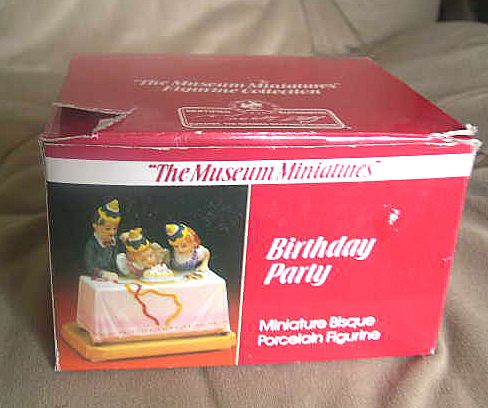 "The Museum Miniatures"
Figurine Collection
"The Museum Miniatures"
Birthday
Party
Miniature Bisque
Porcelain Figurine